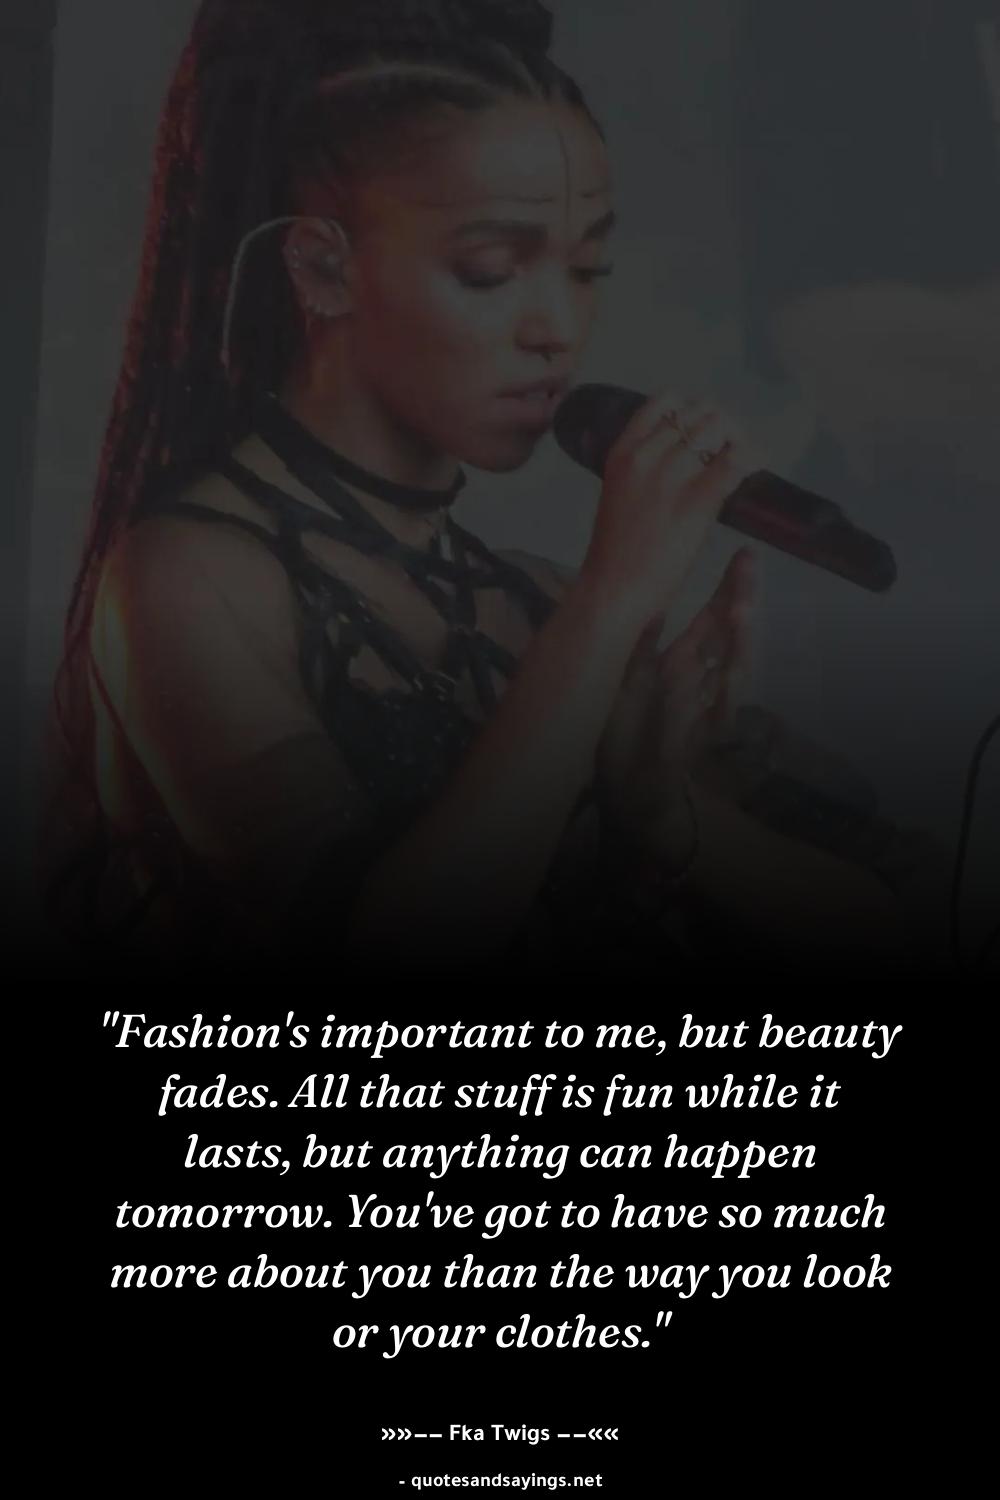 "Fashion's important to me, but beauty
fades. All that stuff is fun while it
lasts, but anything can happen
tomorrow. You've got to have so much
more about you than the way you look
or your clothes."
»»−− Fka Twigs −−««
- quotesandsayings.net